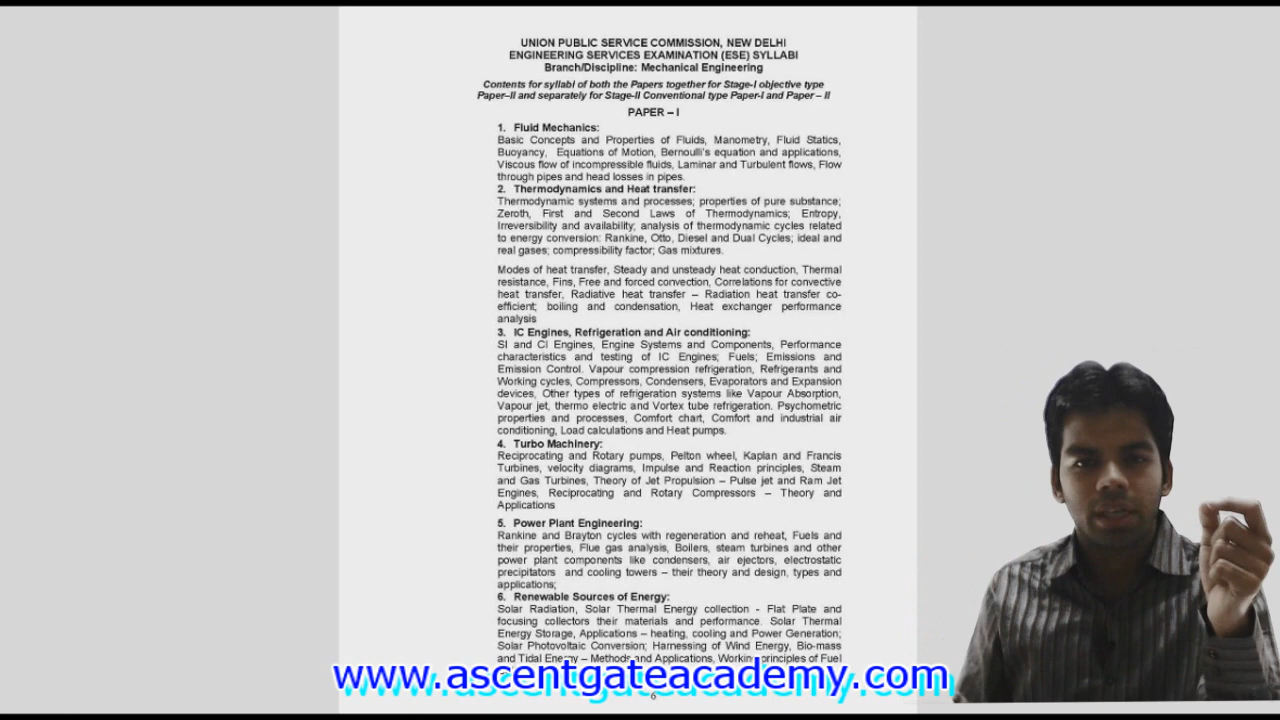 UNION PUBLIC SERVICE COMMISSION, NEW DELHI
ENGINEERING SERVICES EXAMINATION (ESE) SYLLABI
Branch/Discipline: Mechanical Engineering
Contents for syllabi of both the Papers together for Stage-I objective type
Paper–II and separately for Stage-II Conventional type Paper-I and Paper – II
PAPER – I
1. Fluid Mechanics:
Basic Concepts and Properties of Fluids, Manometry, Fluid Statics,
Buoyancy, Equations of Motion, Bernoulli's equation and applications,
Viscous flow of incompressible fluids, Laminar and Turbulent flows, Flow
through pipes and head losses in pipes.
2. Thermodynamics and Heat transfer:
Thermodynamic systems and processes; properties of pure substance;
Zeroth, First and Second Laws of Thermodynamics; Entropy,
Irreversibility and availability; analysis of thermodynamic cycles related
to energy conversion: Rankine, Otto, Diesel and Dual Cycles; ideal and
real gases; compressibility factor; Gas mixtures.
Modes of heat transfer, Steady and unsteady heat conduction, Thermal
resistance, Fins, Free and forced convection, Correlations for convective
heat transfer, Radiative heat transfer – Radiation heat transfer co-
efficient; boiling and condensation, Heat exchanger performance
analysis
3. IC Engines, Refrigeration and Air conditioning:
SI and CI Engines, Engine Systems and Components, Performance
characteristics and testing of IC Engines; Fuels; Emissions and
Emission Control. Vapour compression refrigeration, Refrigerants and
Working cycles, Compressors, Condensers, Evaporators and Expansion
devices, Other types of refrigeration systems like Vapour Absorption,
Vapour jet, thermo electric and Vortex tube refrigeration. Psychometric
properties and processes, Comfort chart, Comfort and industrial air
conditioning, Load calculations and Heat pumps.
4. Turbo Machinery:
Reciprocating and Rotary pumps, Pelton wheel, Kaplan and Francis
Turbines, velocity diagrams, Impulse and Reaction principles, Steam
and Gas Turbines, Theory of Jet Propulsion – Pulse jet and Ram Jet
Engines, Reciprocating and Rotary Compressors – Theory and
Applications
5. Power Plant Engineering:
Rankine and Brayton cycles with regeneration and reheat, Fuels and
their properties, Flue gas analysis, Boilers, steam turbines and other
power plant components like condensers, air ejectors, electrostatic
precipitators and cooling towers – their theory and design, types and
applications;
6. Renewable Sources of Energy:
Solar Radiation, Solar Thermal Energy collection - Flat Plate and
focusing collectors their materials and performance. Solar Thermal
Energy Storage, Applications – heating, cooling and Power Generation;
Solar Photovoltaic Conversion; Harnessing of Wind Energy, Bio-mass
and Tidal Energy – Methods and Applications, Working principles of Fuel
www.ascentgateacademy.com
6